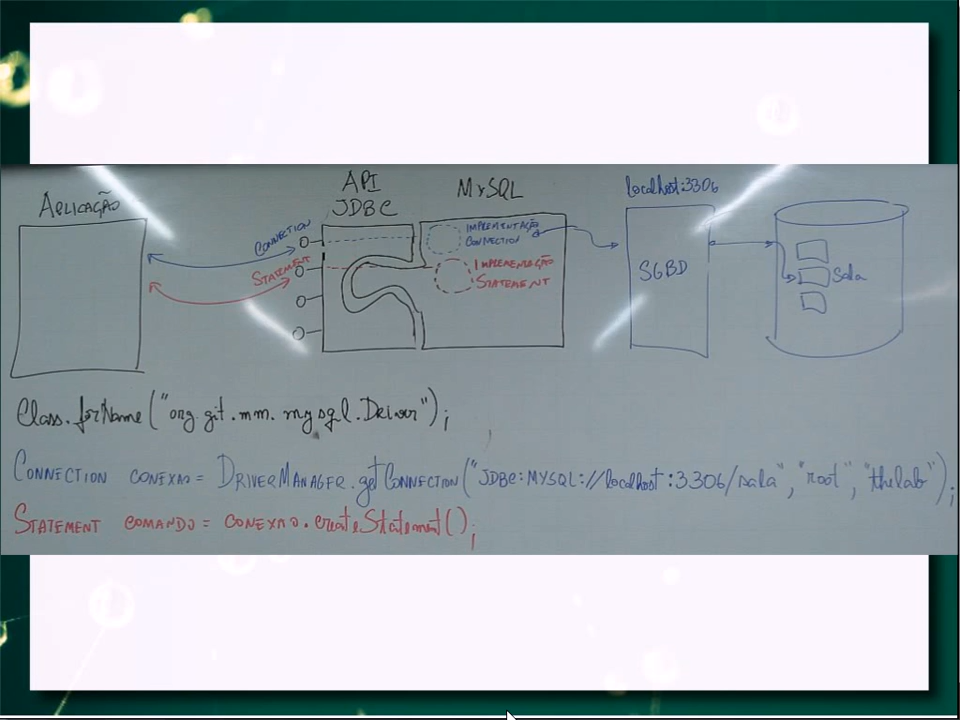 APLICAÇÃO
API
JDBC
MySQL
localhost:3306
CONNECTION
STATEMENT
IMPLEMENTAÇÃO
CONNECTION
IMPLEMENTAÇÃO
STATEMENT
SGBD
Sala
Class.forName("org.git.mm.mysql.Driver");
CONNECTION CONEXAO = DRIVERMANAGER.getCONNECTION("JDBC:MYSQL://localhost:3306/sala", "root", "thelab");
STATEMENT COMANDO = CONEXAO.createStatement();